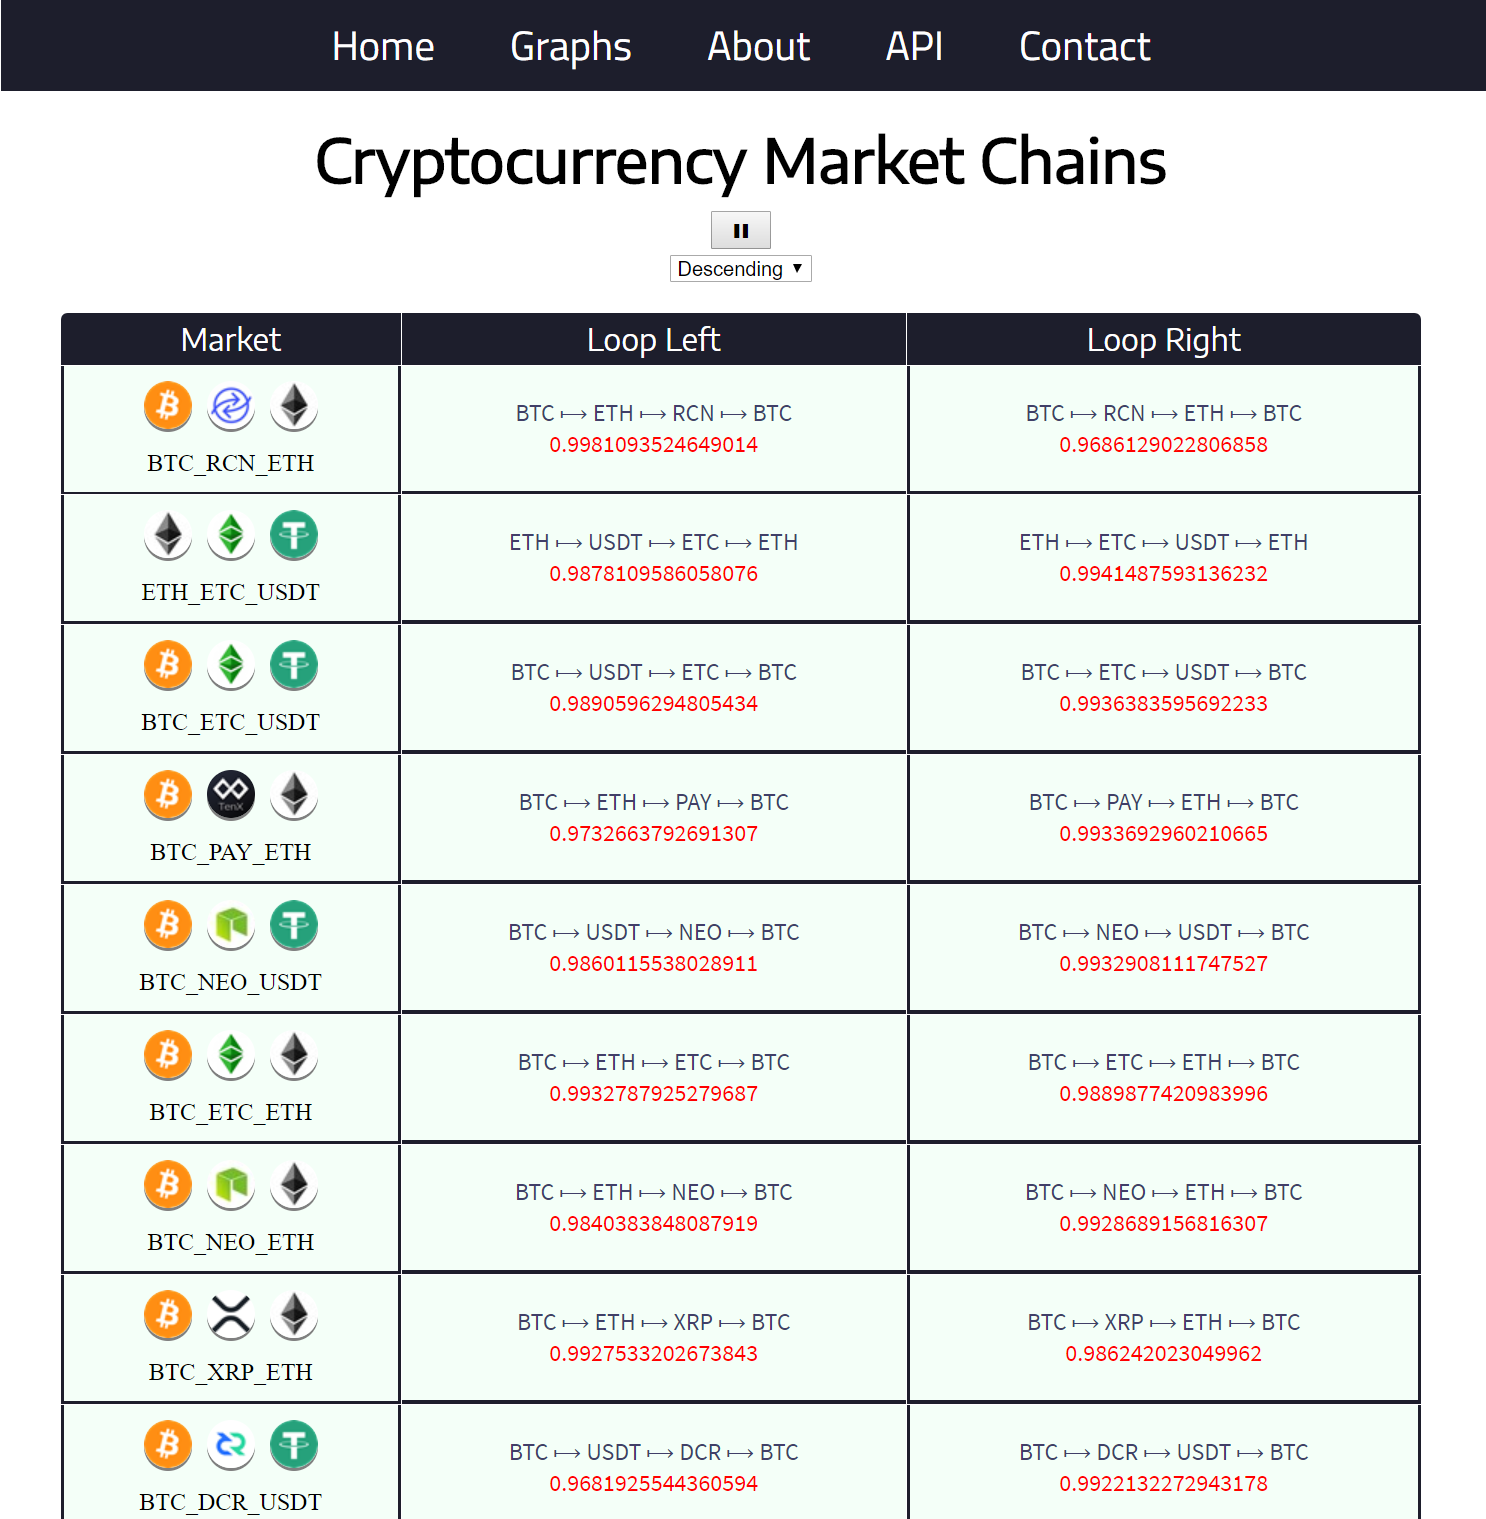 Home Graphs About API Contact
Cryptocurrency Market Chains
Descending
Market Loop Left Loop Right
BTC ⟼ ETH ⟼ RCN ⟼ BTC BTC ⟼ RCN ⟼ ETH ⟼ BTC
0.9981093524649014 0.9686129022806858
BTC_RCN_ETH
ETH ⟼ USDT ⟼ ETC ⟼ ETH ETH ⟼ ETC ⟼ USDT ⟼ ETH
0.9878109586058076 0.9941487593136232
ETH_ETC_USDT
BTC ⟼ USDT ⟼ ETC ⟼ BTC BTC ⟼ ETC ⟼ USDT ⟼ BTC
0.9890596294805434 0.9936383595692233
BTC_ETC_USDT
TenX
BTC ⟼ ETH ⟼ PAY ⟼ BTC BTC ⟼ PAY ⟼ ETH ⟼ BTC
0.9732663792691307 0.9933692960210665
BTC_PAY_ETH
BTC ⟼ USDT ⟼ NEO ⟼ BTC BTC ⟼ NEO ⟼ USDT ⟼ BTC
0.9860115538028911 0.9932908111747527
BTC_NEO_USDT
BTC ⟼ ETH ⟼ ETC ⟼ BTC BTC ⟼ ETC ⟼ ETH ⟼ BTC
0.9932787925279687 0.9889877420983996
BTC_ETC_ETH
BTC ⟼ ETH ⟼ NEO ⟼ BTC BTC ⟼ NEO ⟼ ETH ⟼ BTC
0.9840383848087919 0.9928689156816307
BTC_NEO_ETH
BTC ⟼ ETH ⟼ XRP ⟼ BTC BTC ⟼ XRP ⟼ ETH ⟼ BTC
0.9927533202673843 0.986242023049962
BTC_XRP_ETH
BTC ⟼ USDT ⟼ DCR ⟼ BTC BTC ⟼ DCR ⟼ USDT ⟼ BTC
0.9681925544360594 0.9922132272943178
BTC_DCR_USDT